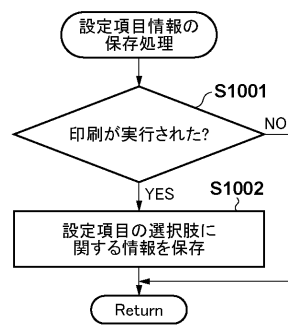 設定項目情報の
保存処理
S1001
印刷が実行された?
NO
YES
S1002
設定項目の選択肢に
関する情報を保存
Return